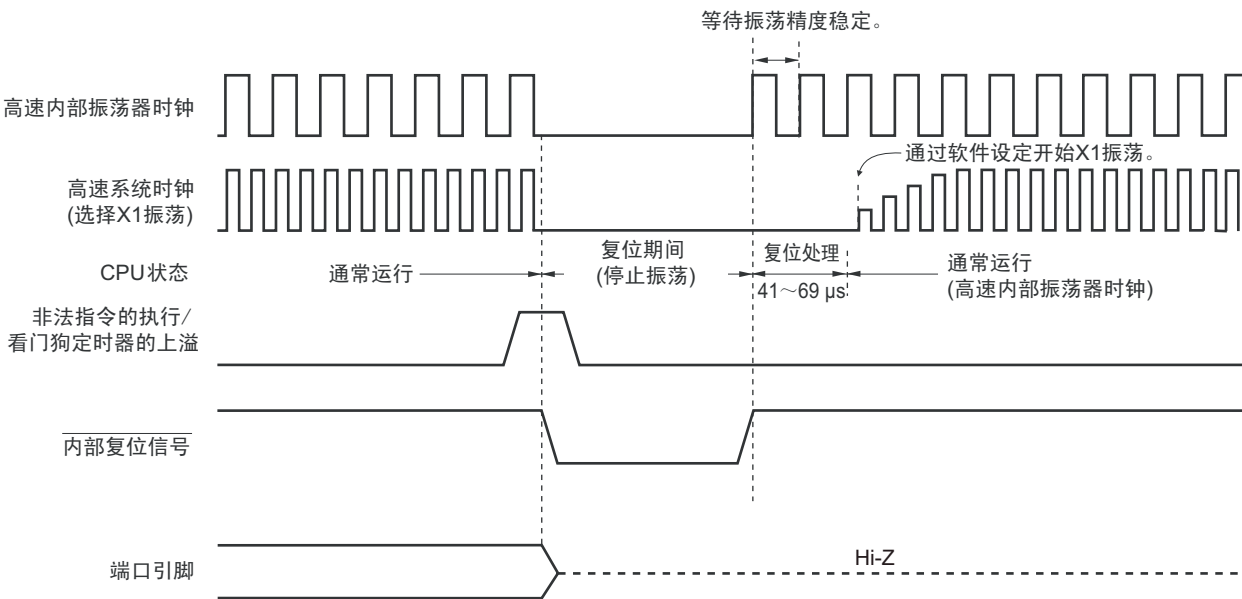 等待振荡精度稳定。
高速内部振荡器时钟
通过软件设定开始X1振荡。
高速系统时钟
(选择X1振荡)
CPU状态
通常运行
复位期间
(停止振荡)
复位处理
41～69 µs
通常运行
(高速内部振荡器时钟)
非法指令的执行/
看门狗定时器的上溢
内部复位信号
端口引脚
Hi-Z